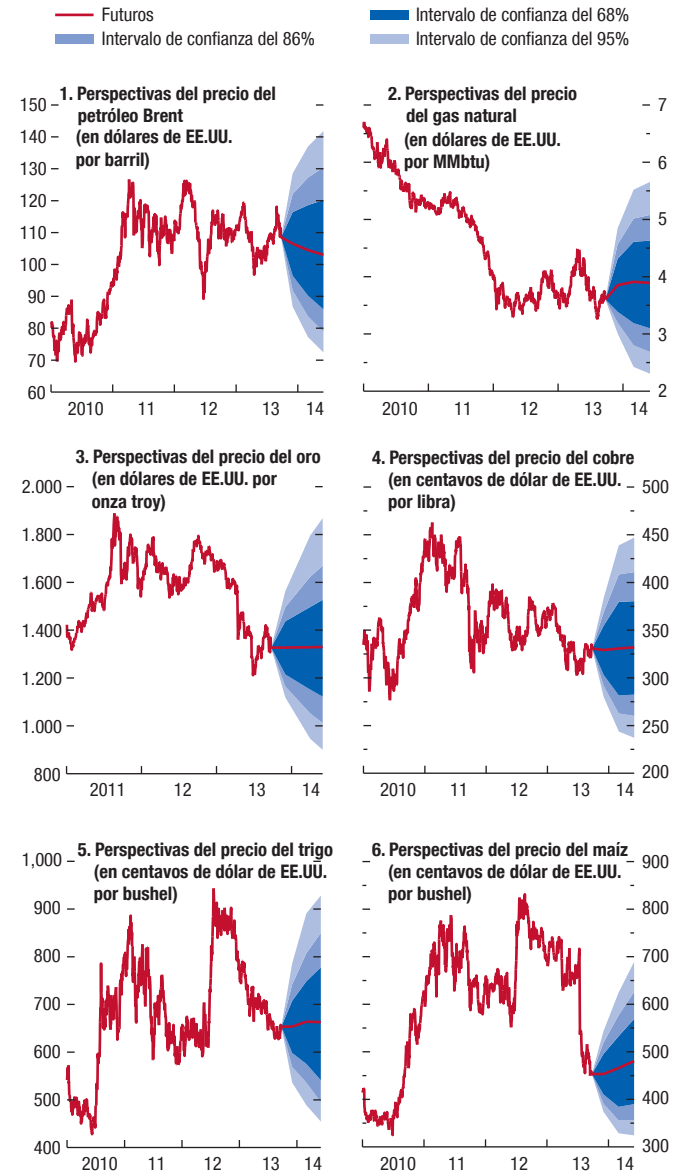 Futuros
Intervalo de confianza del 86%
Intervalo de confianza del 68%
Intervalo de confianza del 95%
1. Perspectivas del precio del
petróleo Brent
(en dólares de EE.UU.
por barril)
150
140
130
120
110
100
90
80
70
60
2010 11 12 13 14
2. Perspectivas del precio
del gas natural
(en dólares de EE.UU.
por MMbtu)
7
6
5
4
3
2
2010 11 12 13 14
3. Perspectivas del precio del oro
(en dólares de EE.UU. por
onza troy)
2.000
1.800
1.600
1.400
1.200
1.000
800
2011 12 13 14
4. Perspectivas del precio del cobre
(en centavos de dólar de EE.UU.
por libra)
500
450
400
350
300
250
200
2010 11 12 13 14
5. Perspectivas del precio del trigo
(en centavos de dólar de EE.UU.
por bushel)
1,000
900
800
700
600
500
400
2010 11 12 13 14
6. Perspectivas del precio del maíz
(en centavos de dólar de EE.UU.
por bushel)
900
800
700
600
500
400
300
2010 11 12 13 14